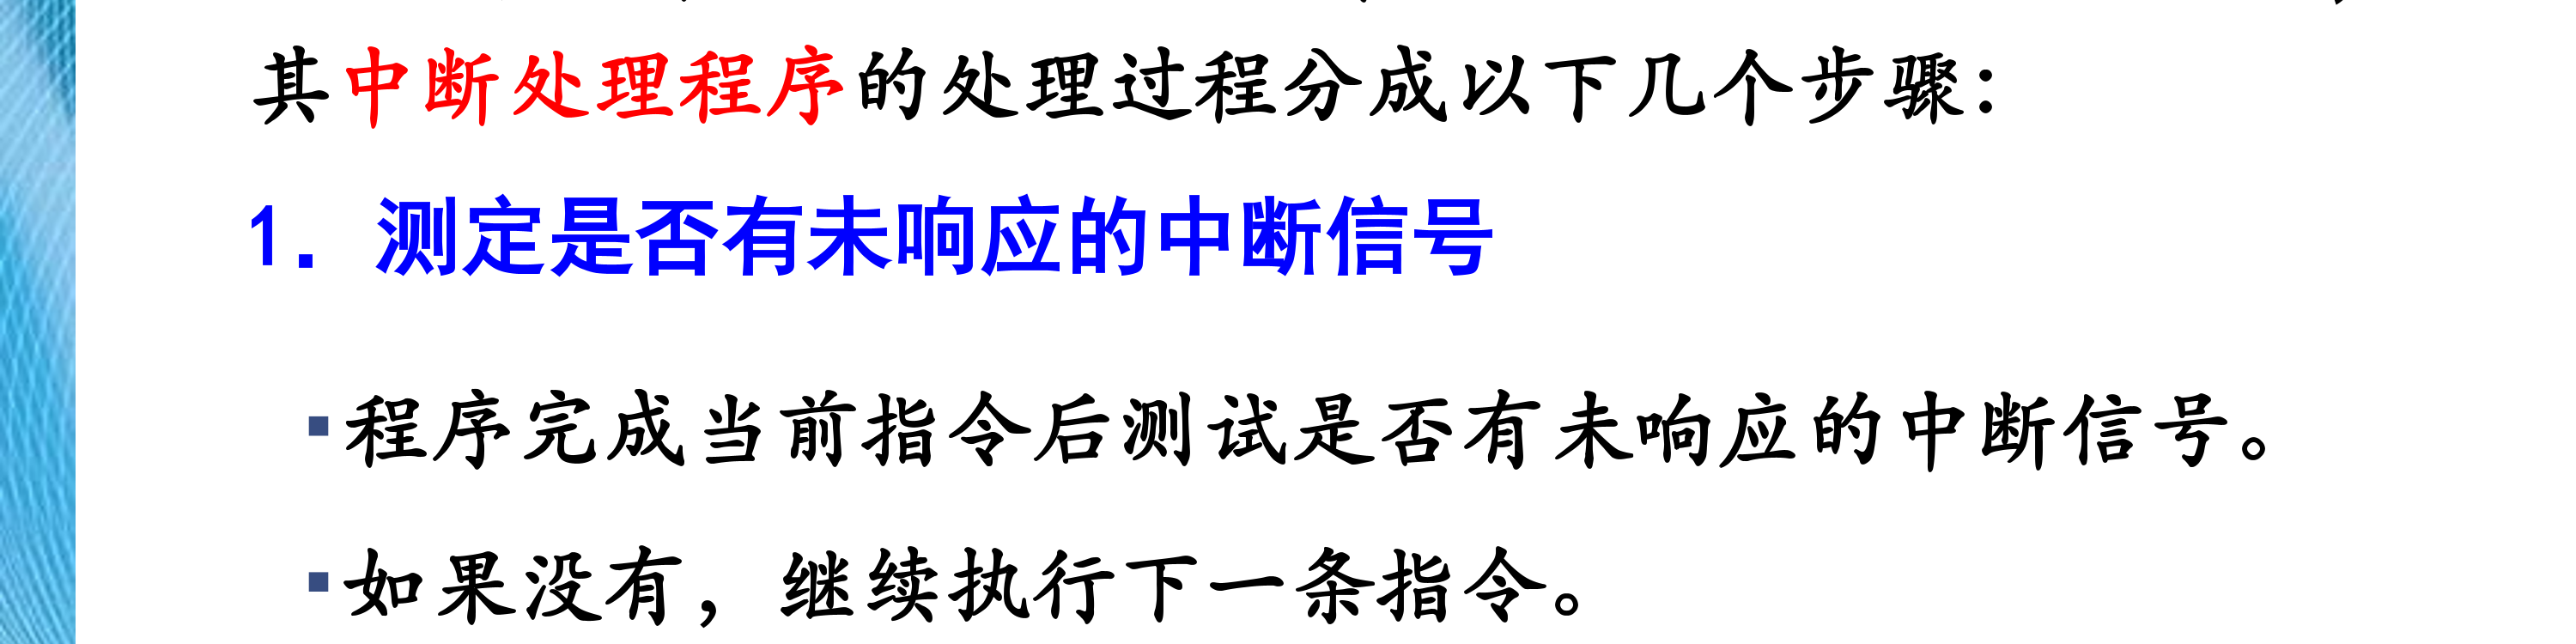 其中断处理程序的处理过程分成以下几个步骤：
1. 测定是否有未响应的中断信号
▪程序完成当前指令后测试是否有未响应的中断信号。
▪如果没有，继续执行下一条指令。